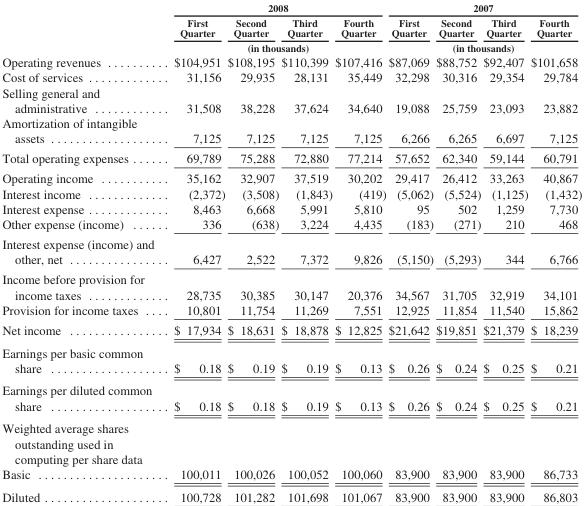 2008 2007
First Second Third Fourth First Second Third Fourth
Quarter Quarter Quarter Quarter Quarter Quarter Quarter Quarter
(in thousands) (in thousands)
Operating revenues .......... $104,951 $108,195 $110,399 $107,416 $87,069 $88,752 $92,407 $101,658
Cost of services ............. 31,156 29,935 28,131 35,449 32,298 30,316 29,354 29,784
Selling general and
administrative ............ 31,508 38,228 37,624 34,640 19,088 25,759 23,093 23,882
Amortization of intangible
assets .................. 7,125 7,125 7,125 7,125 6,266 6,265 6,697 7,125
Total operating expenses ...... 69,789 75,288 72,880 77,214 57,652 62,340 59,144 60,791
Operating income ........... 35,162 32,907 37,519 30,202 29,417 26,412 33,263 40,867
Interest income ............. (2,372) (3,508) (1,843) (419) (5,062) (5,524) (1,125) (1,432)
Interest expense ............ 8,463 6,668 5,991 5,810 95 502 1,259 7,730
Other expense (income) ...... 336 (638) 3,224 4,435 (183) (271) 210 468
Interest expense (income) and
other, net ............... 6,427 2,522 7,372 9,826 (5,150) (5,293) 344 6,766
Income before provision for
income taxes ............. 28,735 30,385 30,147 20,376 34,567 31,705 32,919 34,101
Provision for income taxes .... 10,801 11,754 11,269 7,551 12,925 11,854 11,540 15,862
Net income ................ $ 17,934 $ 18,631 $ 18,878 $ 12,825 $21,642 $19,851 $21,379 $ 18,239
Earnings per basic common
share ................... $ 0.18 $ 0.19 $ 0.19 $ 0.13 $ 0.26 $ 0.24 $ 0.25 $ 0.21
Earnings per diluted common
share ................... $ 0.18 $ 0.18 $ 0.19 $ 0.13 $ 0.26 $ 0.24 $ 0.25 $ 0.21
Weighted average shares
outstanding used in
computing per share data
Basic ..................... 100,011 100,026 100,052 100,060 83,900 83,900 83,900 86,733
Diluted .................... 100,728 101,282 101,698 101,067 83,900 83,900 83,900 86,803